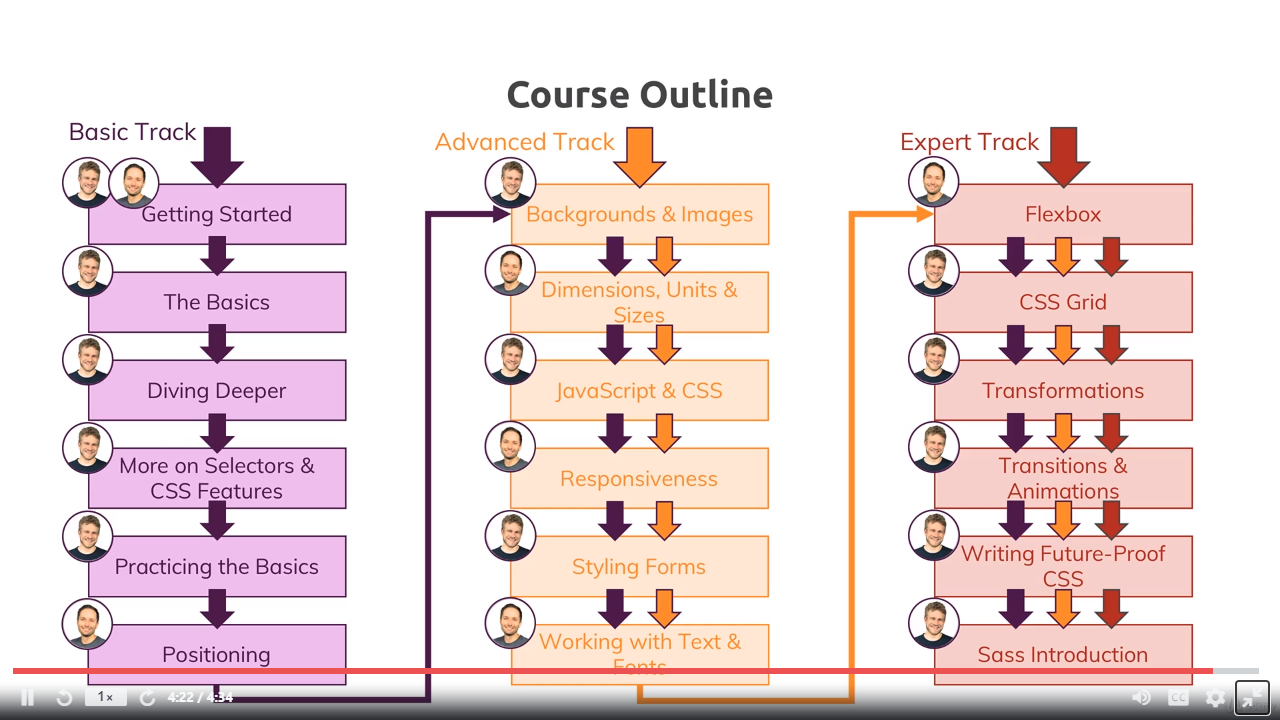 Course Outline
Basic Track
Getting Started
The Basics
Diving Deeper
More on Selectors &
CSS Features
Practicing the Basics
Positioning
Advanced Track
Backgrounds & Images
Dimensions, Units &
Sizes
JavaScript & CSS
Responsiveness
Styling Forms
Working with Text &
Fonts
Expert Track
Flexbox
CSS Grid
Transformations
Transitions &
Animations
Writing Future-Proof
CSS
Sass Introduction
1x
4:22 / 4:34
CC